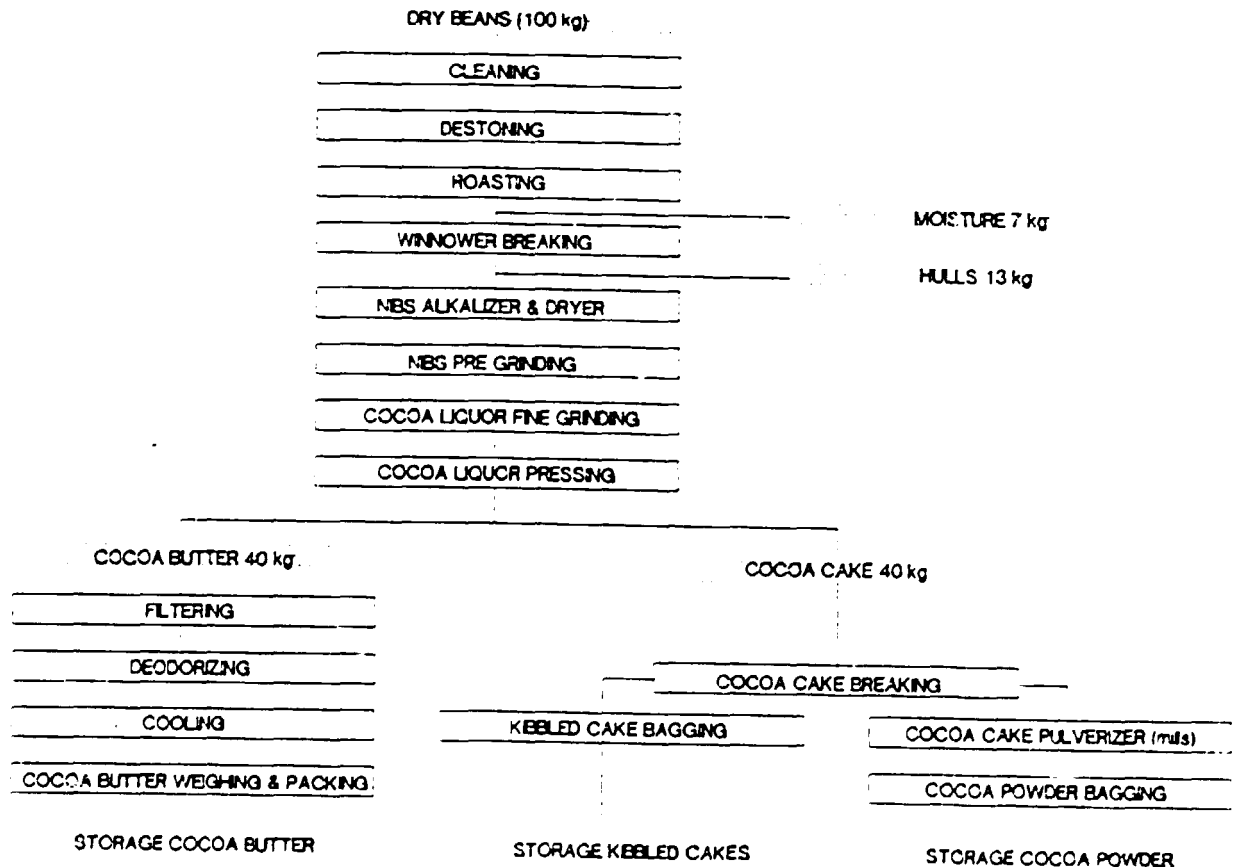 DRY BEANS (100 kg)
CLEANING
DESTONING
ROASTING
MOISTURE 7 kg
WINNOWER BREAKING
HULLS 13 kg
NIBS ALKALIZER & DRYER
NIBS PRE GRINDING
COCOA LIQUOR FINE GRINDING
COCOA LIQUOR PRESSING
COCOA BUTTER 40 kg
COCOA CAKE 40 kg
FILTERING
DEODORIZING
COCOA CAKE BREAKING
COOLING
KIBBLED CAKE BAGGING
COCOA CAKE PULVERIZER (mills)
COCOA BUTTER WEIGHING & PACKING
COCOA POWDER BAGGING
STORAGE COCOA BUTTER
STORAGE KIBBLED CAKES
STORAGE COCOA POWDER